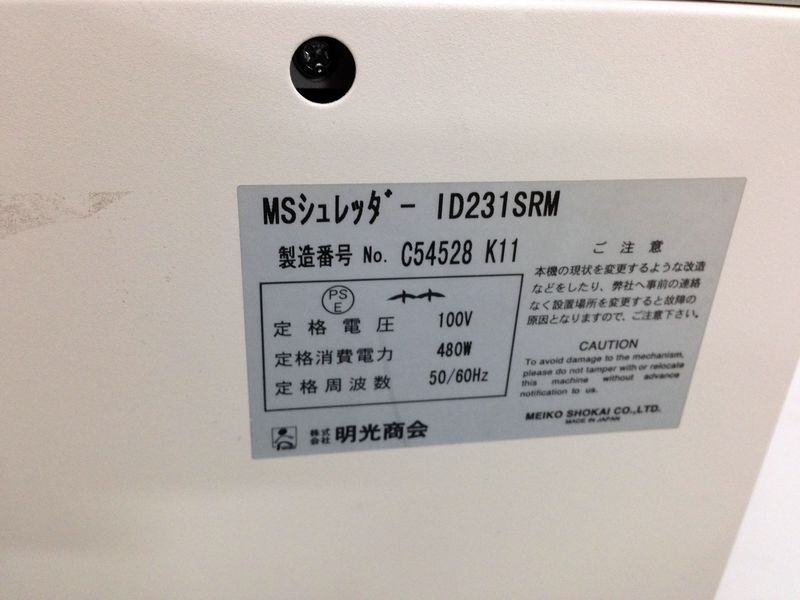 MSシュレッダー ID231SRM
製造番号 No. C54528 K11
PS
E
定格電圧 100V
定格消費電力 480W
定格周波数 50/60Hz
株式
会社 明光商会
ご注意
本機の現状を変更するような改造
などをしたり、弊社へ事前の連絡
なく設置場所を変更すると故障の
原因となりますので、ご注意下さい。
CAUTION
To avoid damage to the mechanism,
please do not tamper with or relocate
this machine without advance
notification to us.
MEIKO SHOKAI CO., LTD.
MADE IN JAPAN